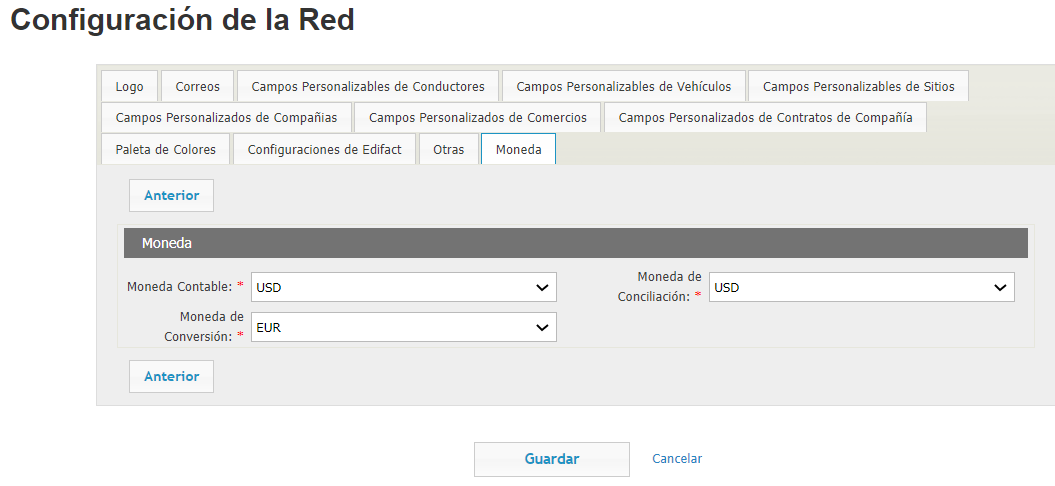 Configuración de la Red
Logo Correos Campos Personalizables de Conductores Campos Personalizables de Vehículos Campos Personalizables de Sitios
Campos Personalizados de Compañias Campos Personalizados de Comercios Campos Personalizados de Contratos de Compañía
Paleta de Colores Configuraciones de Edifact Otras Moneda
Anterior
Moneda
Moneda Contable: * USD
Moneda de
Conciliación: * USD
Moneda de
Conversión: * EUR
Anterior
Guardar Cancelar